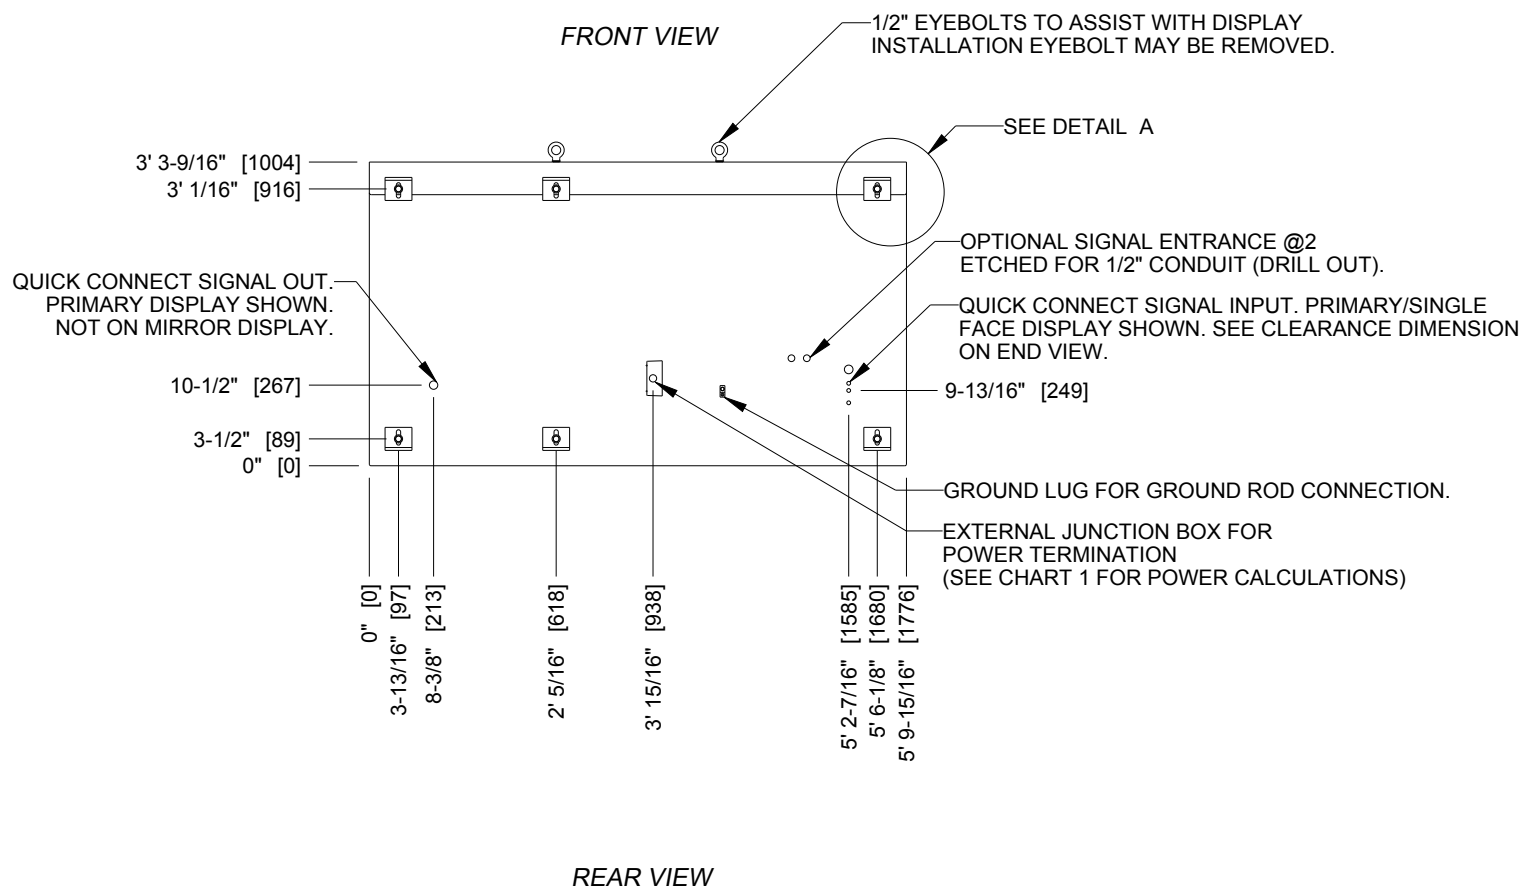 FRONT VIEW
1/2" EYEBOLTS TO ASSIST WITH DISPLAY
INSTALLATION EYEBOLT MAY BE REMOVED.
SEE DETAIL A
3' 3-9/16" [1004]
3' 1/16" [916]
OPTIONAL SIGNAL ENTRANCE @2
ETCHED FOR 1/2" CONDUIT (DRILL OUT).
QUICK CONNECT SIGNAL OUT.
PRIMARY DISPLAY SHOWN.
NOT ON MIRROR DISPLAY.
QUICK CONNECT SIGNAL INPUT. PRIMARY/SINGLE
FACE DISPLAY SHOWN. SEE CLEARANCE DIMENSION
ON END VIEW.
10-1/2" [267]
9-13/16" [249]
3-1/2" [89]
0" [0]
GROUND LUG FOR GROUND ROD CONNECTION.
EXTERNAL JUNCTION BOX FOR
POWER TERMINATION
(SEE CHART 1 FOR POWER CALCULATIONS)
0" [0]
3-13/16" [97]
8-3/8" [213]
2' 5/16" [618]
3' 15/16" [938]
5' 2-7/16" [1585]
5' 6-1/8" [1680]
5' 9-15/16" [1776]
REAR VIEW